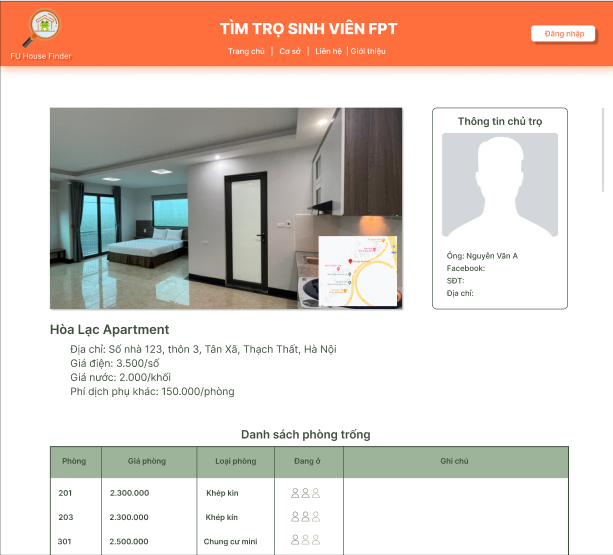 TÌM TRỌ SINH VIÊN FPT
Đăng nhập
FU House Finder
Trang chủ | Cơ sở | Liên hệ | Giới thiệu
Thông tin chủ trọ
Ông: Nguyễn Văn A
Facebook:
SĐT:
Địa chỉ:
Hòa Lạc Apartment
Địa chỉ: Số nhà 123, thôn 3, Tân Xã, Thạch Thất, Hà Nội
Giá điện: 3.500/số
Giá nước: 2.000/khối
Phí dịch phụ khác: 150.000/phòng
Danh sách phòng trống
Phòng Giá phòng Loại phòng Đang ở Ghi chú
201 2.300.000 Khép kín
203 2.300.000 Khép kín
301 2.500.000 Chung cư mini